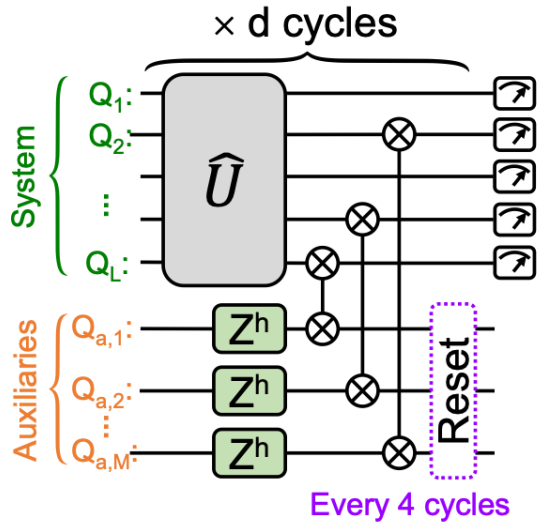 × d cycles
System
Q1:
Q2:
...
QL:
Û
Auxiliaries
Qa,1:
Qa,2:
...
Qa,M:
Zh
Zh
Zh
Reset
Every 4 cycles